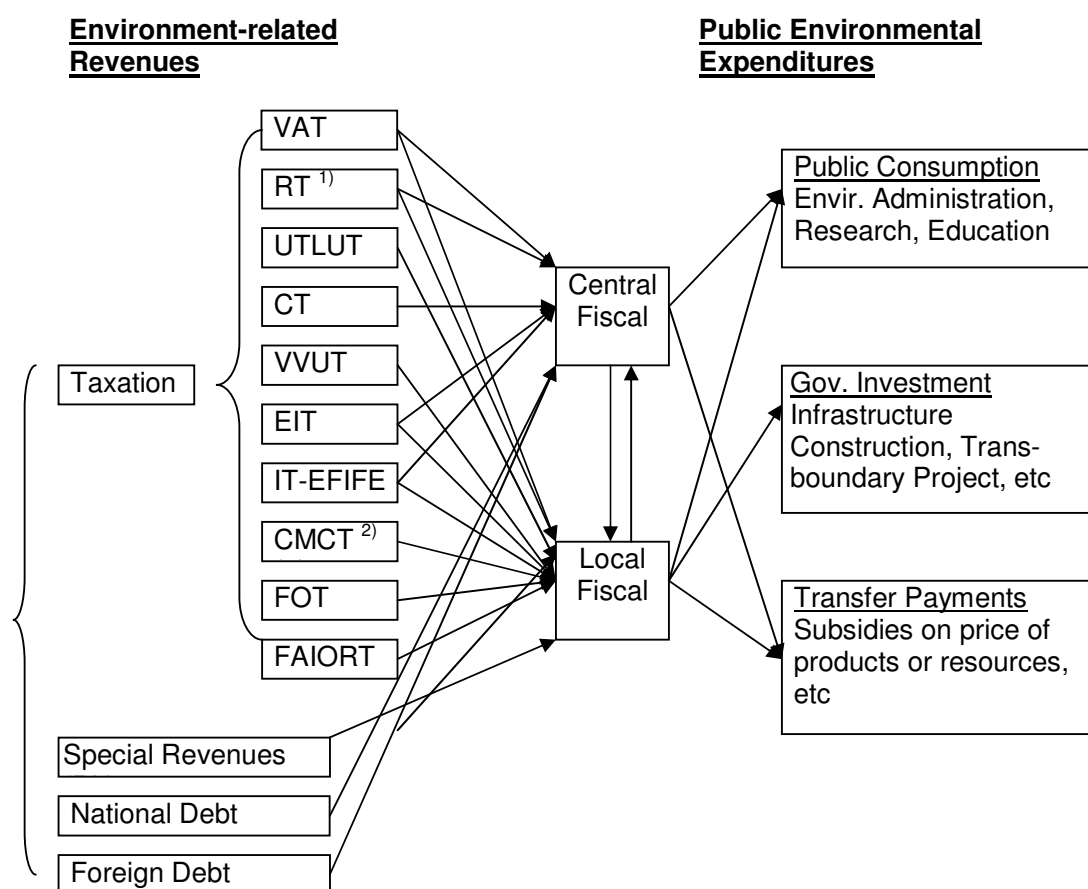 Environment-related
Revenues
Public Environmental
Expenditures
VAT
RT 1)
UTLUT
CT
VVUT
EIT
IT-EFIFE
CMCT 2)
FOT
FAIORT
Taxation
Special Revenues
National Debt
Foreign Debt
Central
Fiscal
Local
Fiscal
Public Consumption
Envir. Administration,
Research, Education
Gov. Investment
Infrastructure
Construction, Trans-
boundary Project, etc
Transfer Payments
Subsidies on price of
products or resources,
etc